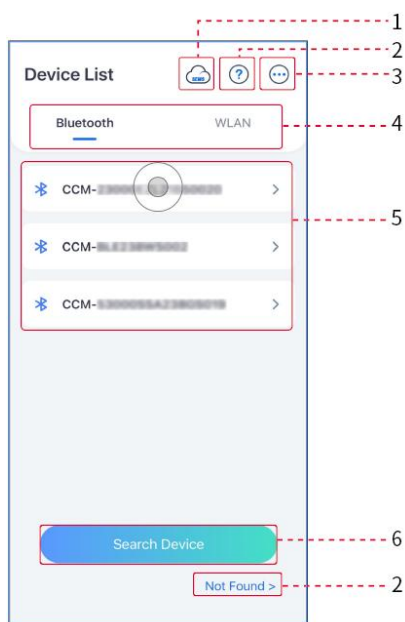 1
2
Device List
?
3
Bluetooth WLAN
4
CCM-
5
CCM-
CCM-
Search Device
6
Not Found >
2